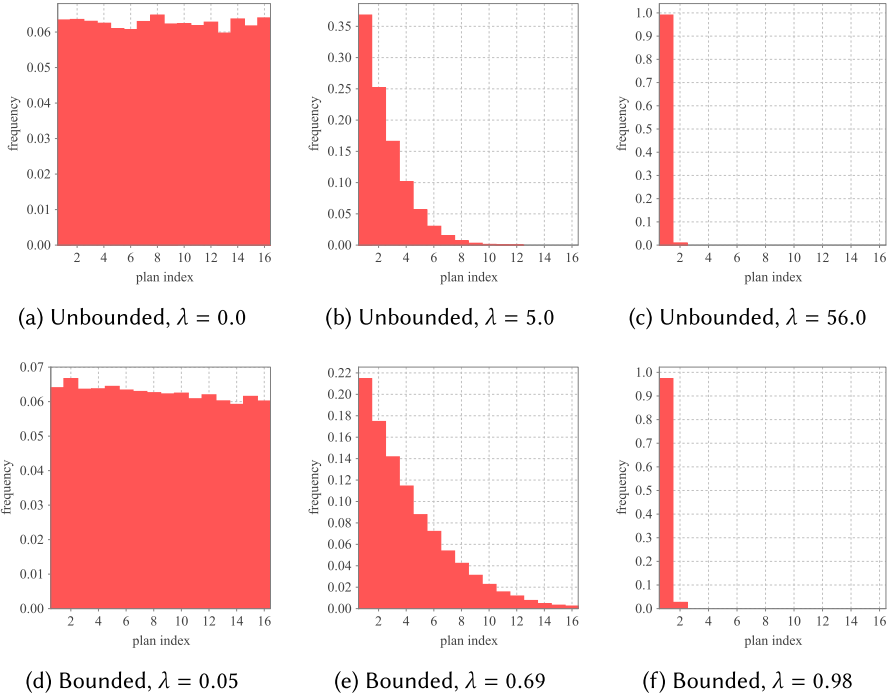 0.06
0.05
0.04
0.03
0.02
0.01
0.00
frequency
2 4 6 8 10 12 14 16
plan index
(a) Unbounded, λ = 0.0
0.35
0.30
0.25
0.20
0.15
0.10
0.05
0.00
frequency
2 4 6 8 10 12 14 16
plan index
(b) Unbounded, λ = 5.0
1.0
0.9
0.8
0.7
0.6
0.5
0.4
0.3
0.2
0.1
0.0
frequency
2 4 6 8 10 12 14 16
plan index
(c) Unbounded, λ = 56.0
0.07
0.06
0.05
0.04
0.03
0.02
0.01
0.00
frequency
2 4 6 8 10 12 14 16
plan index
(d) Bounded, λ = 0.05
0.22
0.20
0.18
0.16
0.14
0.12
0.10
0.08
0.06
0.04
0.02
0.00
frequency
2 4 6 8 10 12 14 16
plan index
(e) Bounded, λ = 0.69
1.0
0.9
0.8
0.7
0.6
0.5
0.4
0.3
0.2
0.1
0.0
frequency
2 4 6 8 10 12 14 16
plan index
(f) Bounded, λ = 0.98